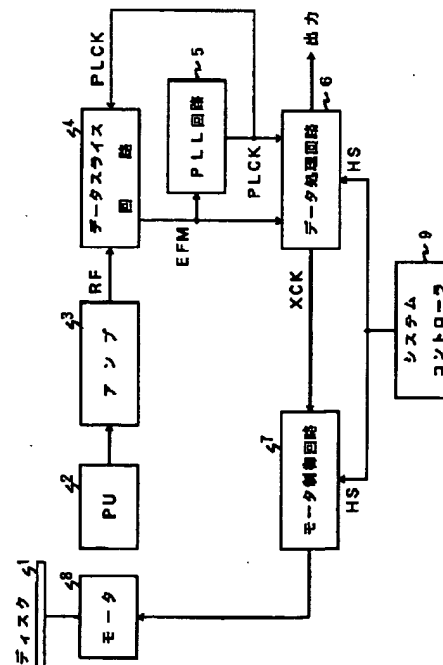 ディスク 1
モータ 8
PU 2
アンプ 3
RF
データスライス
回路 4
PLCK
EFM
PLL回路 5
PLCK
データ処理回路 6
出力
XCK
HS
モータ制御回路 7
HS
システム
コントローラ 9